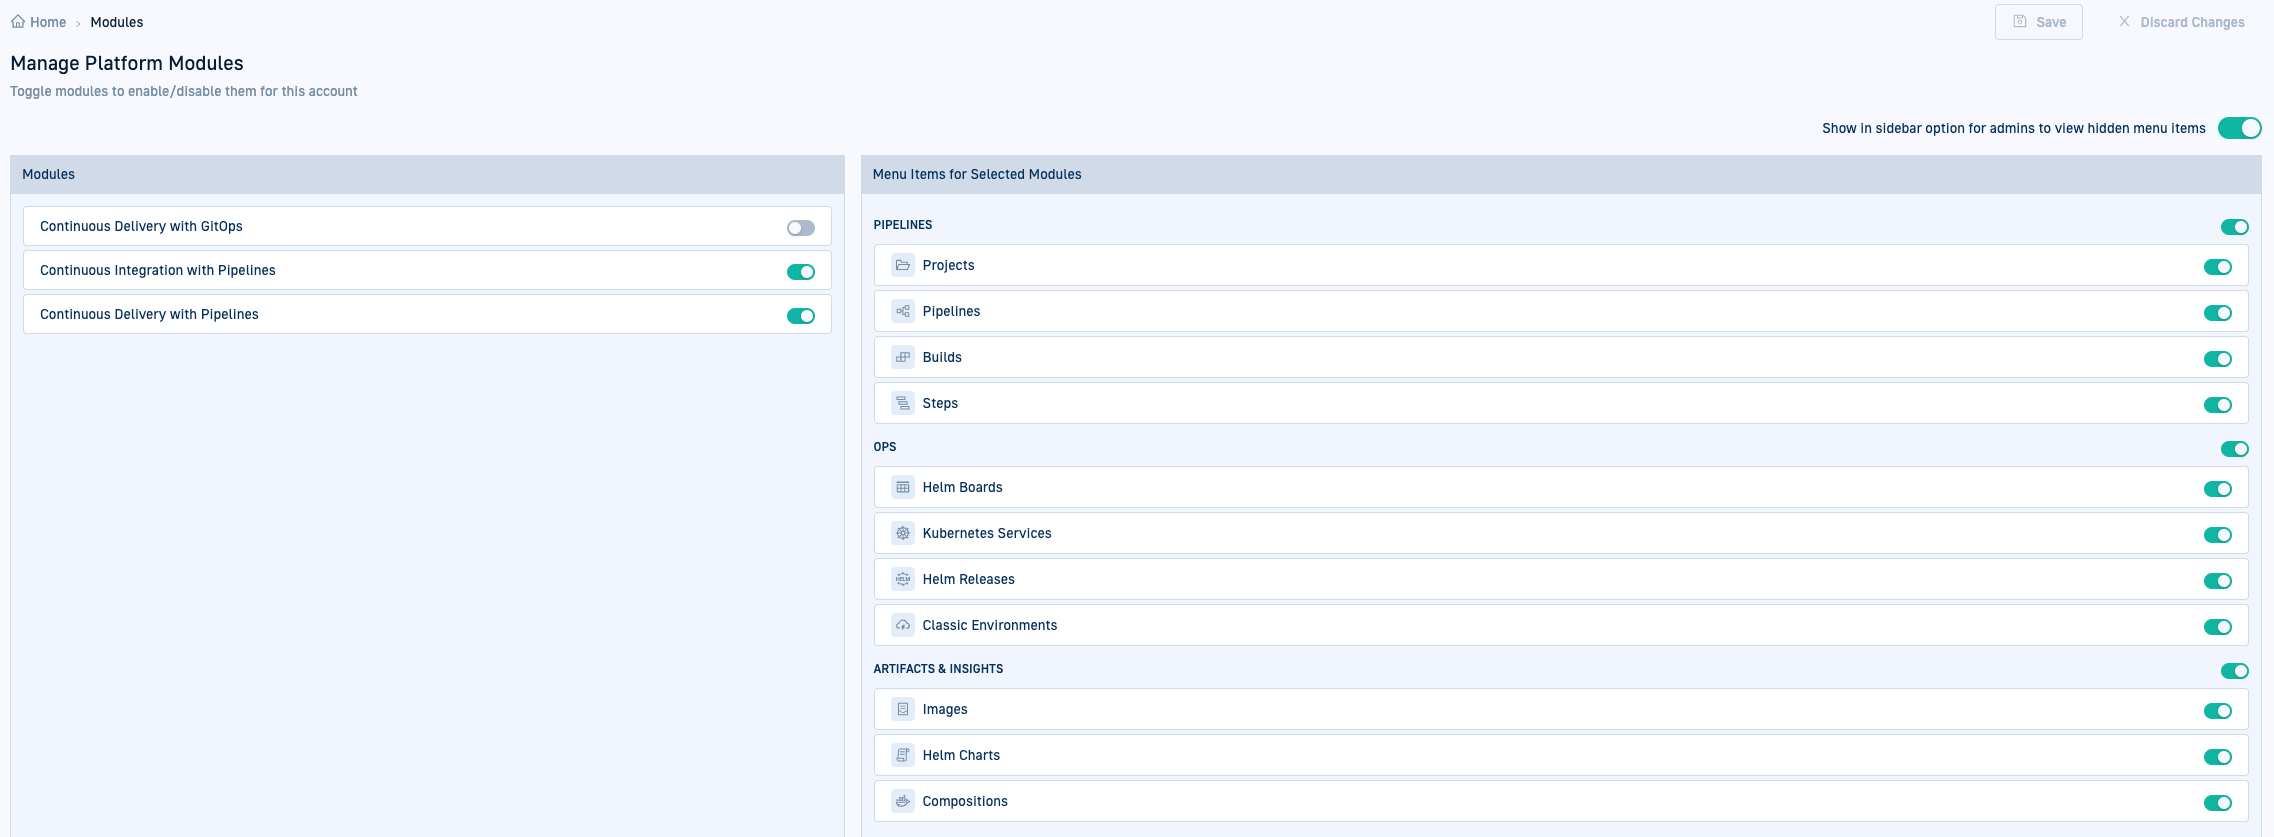 Home › Modules
Save
Discard Changes
Manage Platform Modules
Toggle modules to enable/disable them for this account
Show in sidebar option for admins to view hidden menu items
Modules
Continuous Delivery with GitOps
Continuous Integration with Pipelines
Continuous Delivery with Pipelines
Menu Items for Selected Modules
PIPELINES
Projects
Pipelines
Builds
Steps
OPS
Helm Boards
Kubernetes Services
HELM Helm Releases
Classic Environments
ARTIFACTS & INSIGHTS
Images
Helm Charts
Compositions